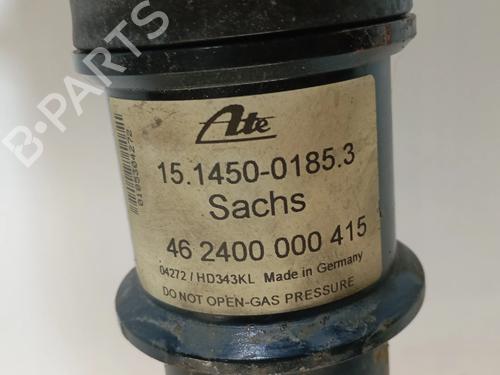 B-PARTS
Ate
15.1450-0185.3
Sachs
46 2400 000 415
04272 / HD343KL Made in Germany
DO NOT OPEN-GAS PRESSURE
0185304272